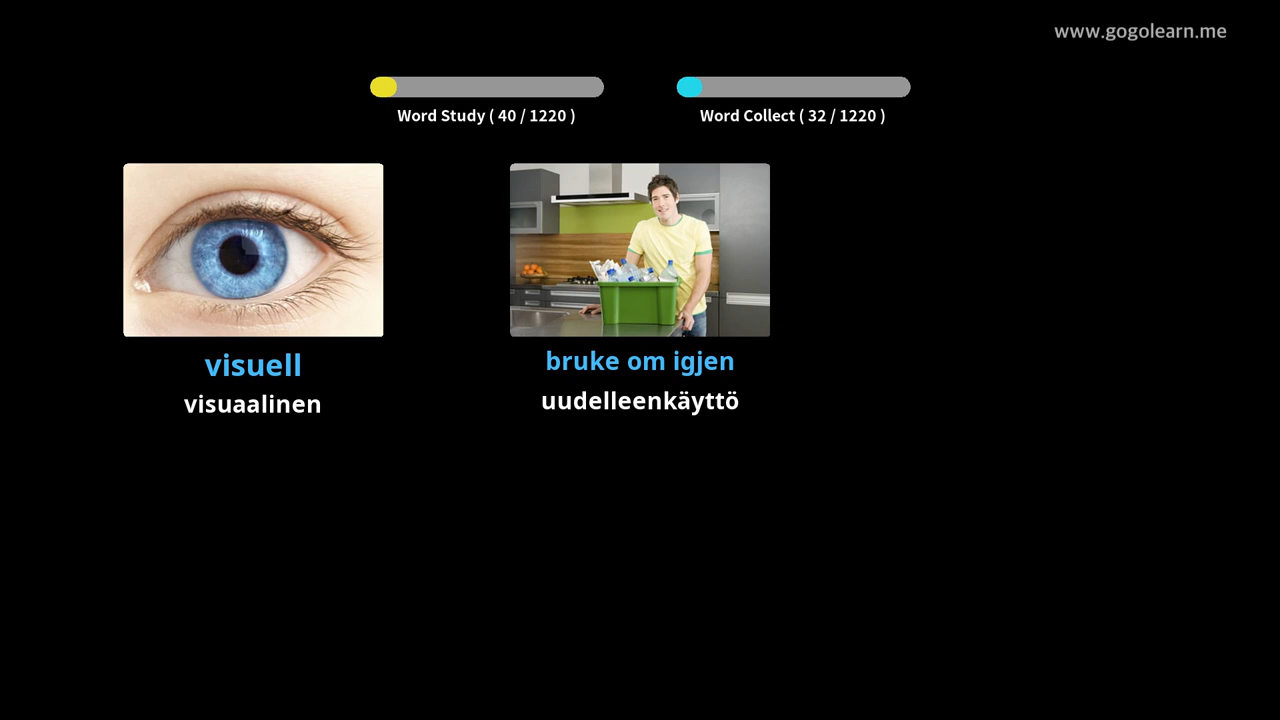 www.gogolearn.me
Word Study ( 40 / 1220 )
Word Collect ( 32 / 1220 )
visuell
visuaalinen
bruke om igjen
uudelleenkäyttö